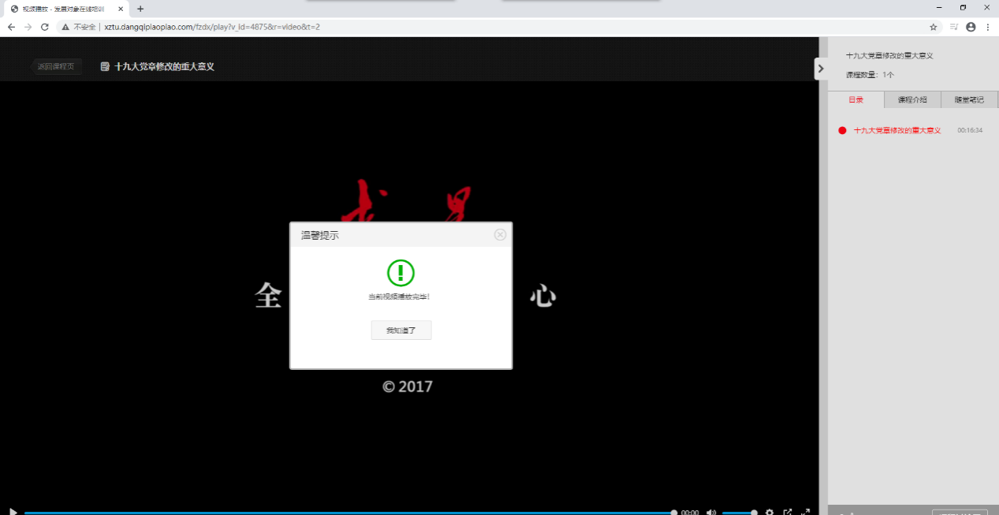 视频播放 - 发展对象在线培训
不安全 | xztu.dangqipiaopiao.com/fzdx/play?v_id=4875&r=video&t=2
返回课程页
十九大党章修改的重大意义
十九大党章修改的重大意义
课程数量：1个
目录 课程介绍 随堂笔记
十九大党章修改的重大意义 00:16:34
温馨提示
当前视频播放完毕！
我知道了
全
心
© 2017
00:00